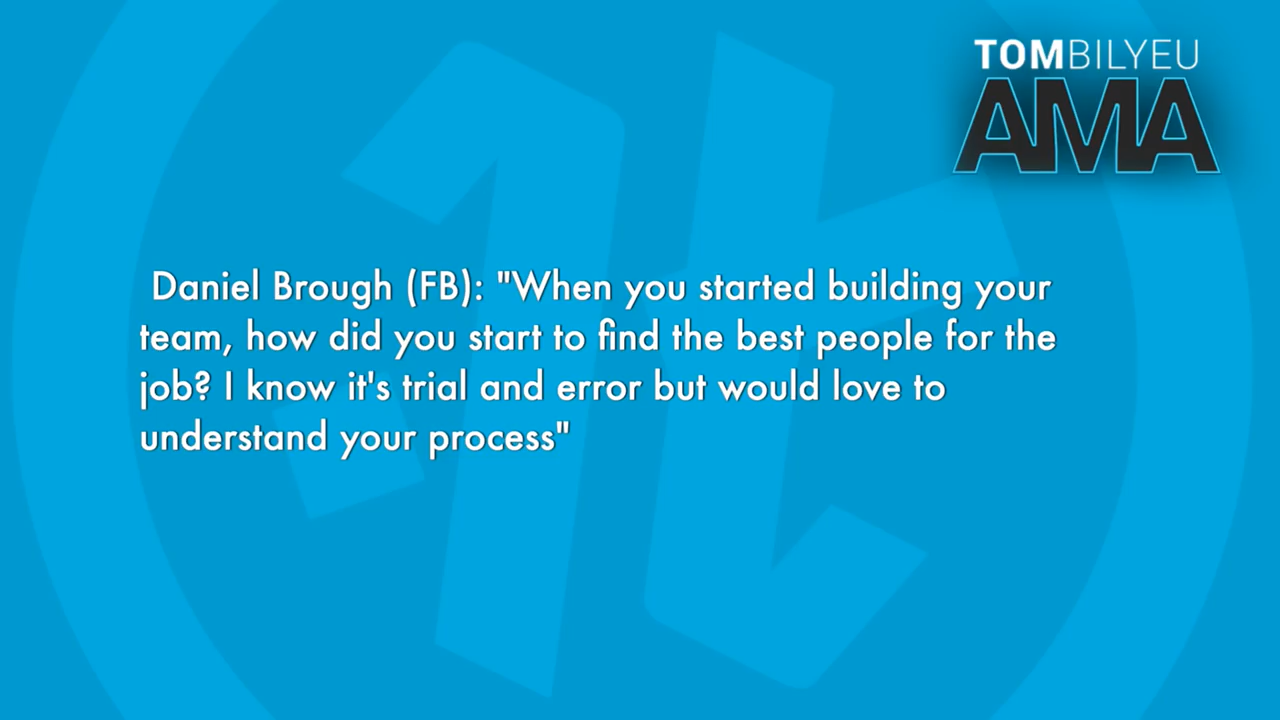 TOMBILYEU
AMA
Daniel Brough (FB): "When you started building your
team, how did you start to find the best people for the
job? I know it's trial and error but would love to
understand your process"